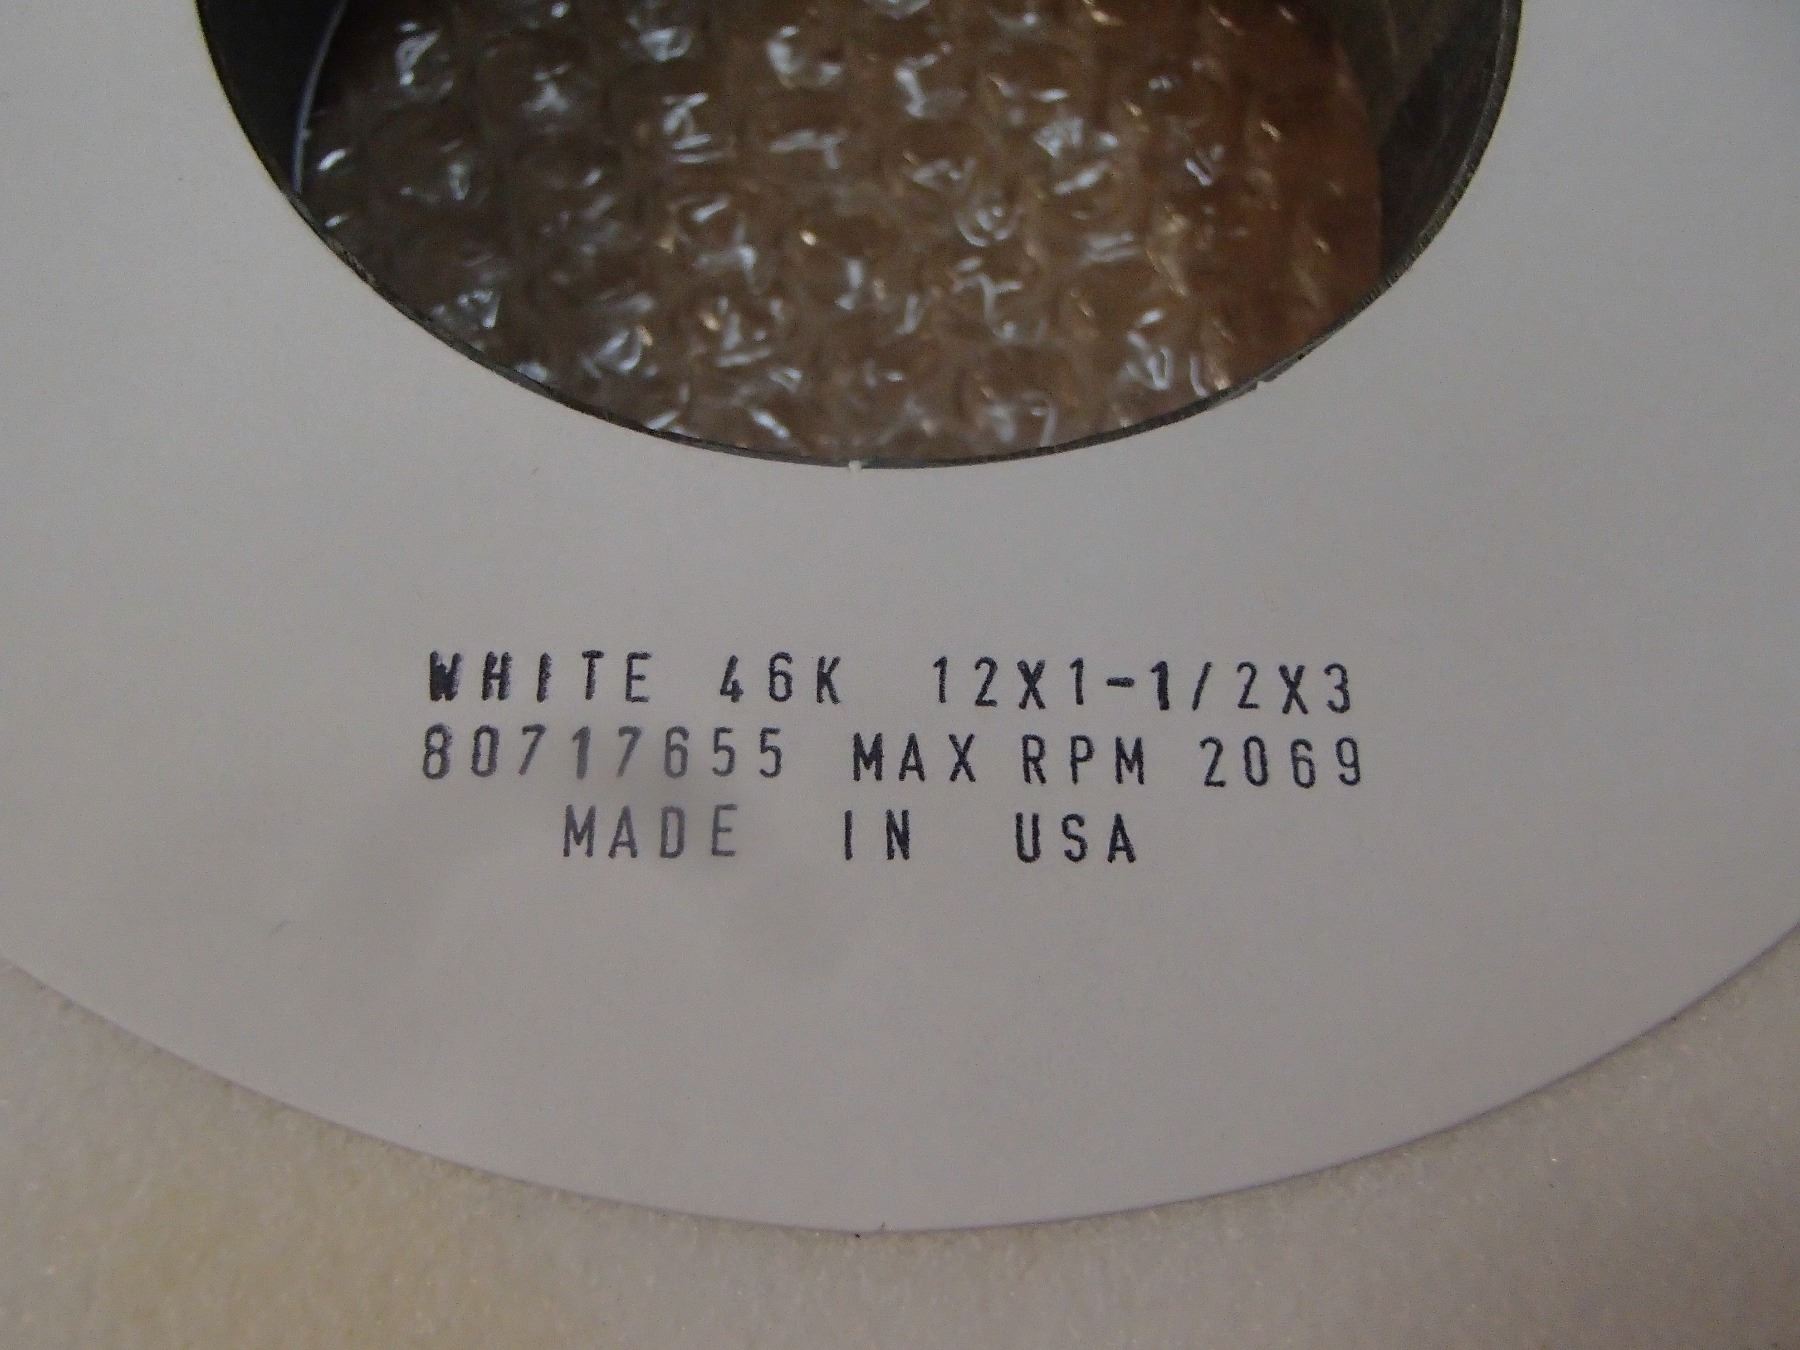 WHITE 46K 12X1-1/2X3
80717655 MAX RPM 2069
MADE IN USA